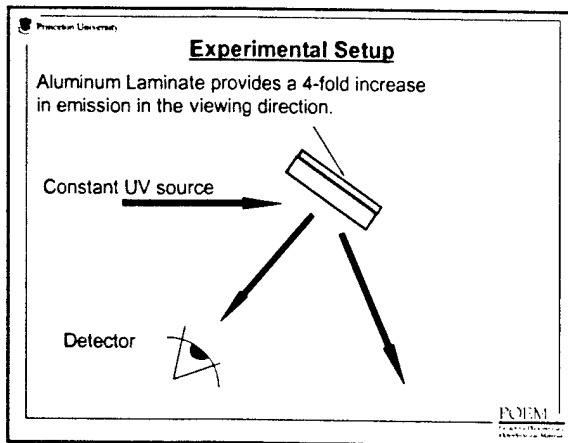 Princeton University
Experimental Setup
Aluminum Laminate provides a 4-fold increase
in emission in the viewing direction.
Constant UV source
Detector
POEM